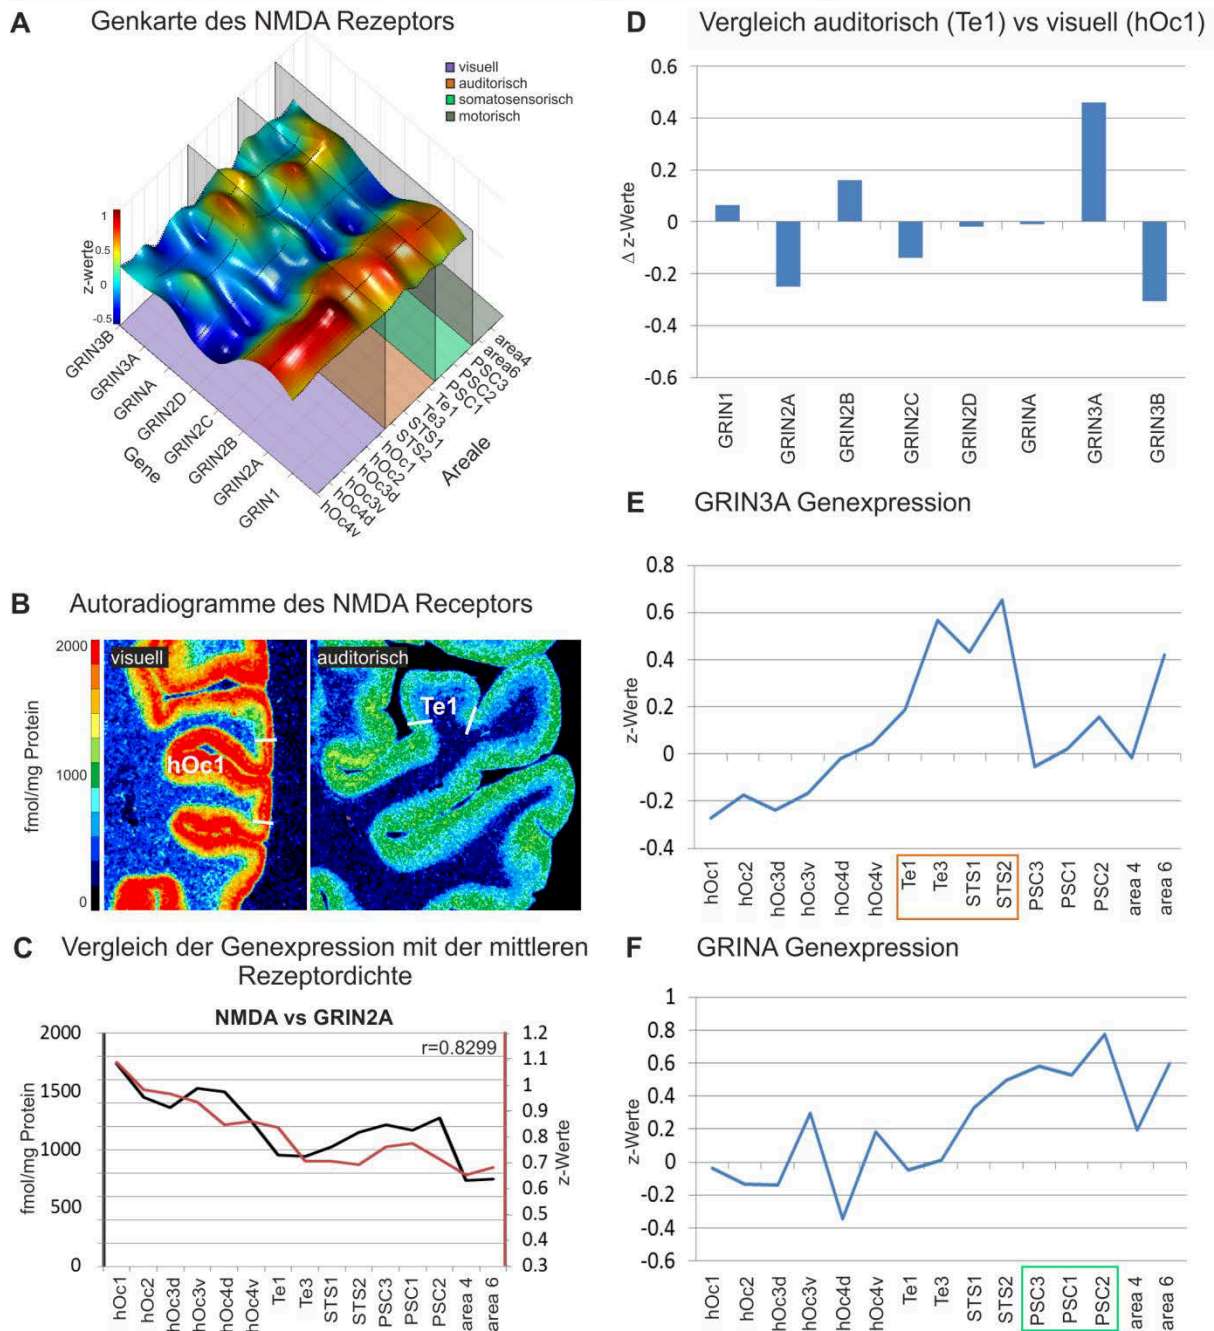 A Genkarte des NMDA Rezeptors
visuell
auditorisch
somatosensorisch
motorisch
1
0.5
0
-0.5
z-werte
GRIN3B
GRIN3A
GRINA
GRIN2D
GRIN2C
GRIN2B
GRIN2A
GRIN1
Gene
area4
area6
PSC3
PSC2
PSC1
Te1
Te3
STS1
STS2
hOc1
hOc2
hOc3d
hOc3v
hOc4d
hOc4v
Areale
B Autoradiogramme des NMDA Receptors
2000
1000
0
fmol/mg Protein
visuell
hOc1
auditorisch
Te1
C Vergleich der Genexpression mit der mittleren
Rezeptordichte
NMDA vs GRIN2A
r=0.8299
2000
1500
1000
500
0
fmol/mg Protein
1.2
1.1
1
0.9
0.8
0.7
0.6
0.5
0.4
0.3
z-Werte
hOc1
hOc2
hOc3d
hOc3v
hOc4d
hOc4v
Te1
Te3
STS1
STS2
PSC3
PSC1
PSC2
area 4
area 6
D Vergleich auditorisch (Te1) vs visuell (hOc1)
0.6
0.4
0.2
0
-0.2
-0.4
-0.6
Δ z-Werte
GRIN1
GRIN2A
GRIN2B
GRIN2C
GRIN2D
GRINA
GRIN3A
GRIN3B
E GRIN3A Genexpression
0.8
0.6
0.4
0.2
0
-0.2
-0.4
z-Werte
hOc1
hOc2
hOc3d
hOc3v
hOc4d
hOc4v
Te1
Te3
STS1
STS2
PSC3
PSC1
PSC2
area 4
area 6
F GRINA Genexpression
1
0.8
0.6
0.4
0.2
0
-0.2
-0.4
-0.6
z-Werte
hOc1
hOc2
hOc3d
hOc3v
hOc4d
hOc4v
Te1
Te3
STS1
STS2
PSC3
PSC1
PSC2
area 4
area 6